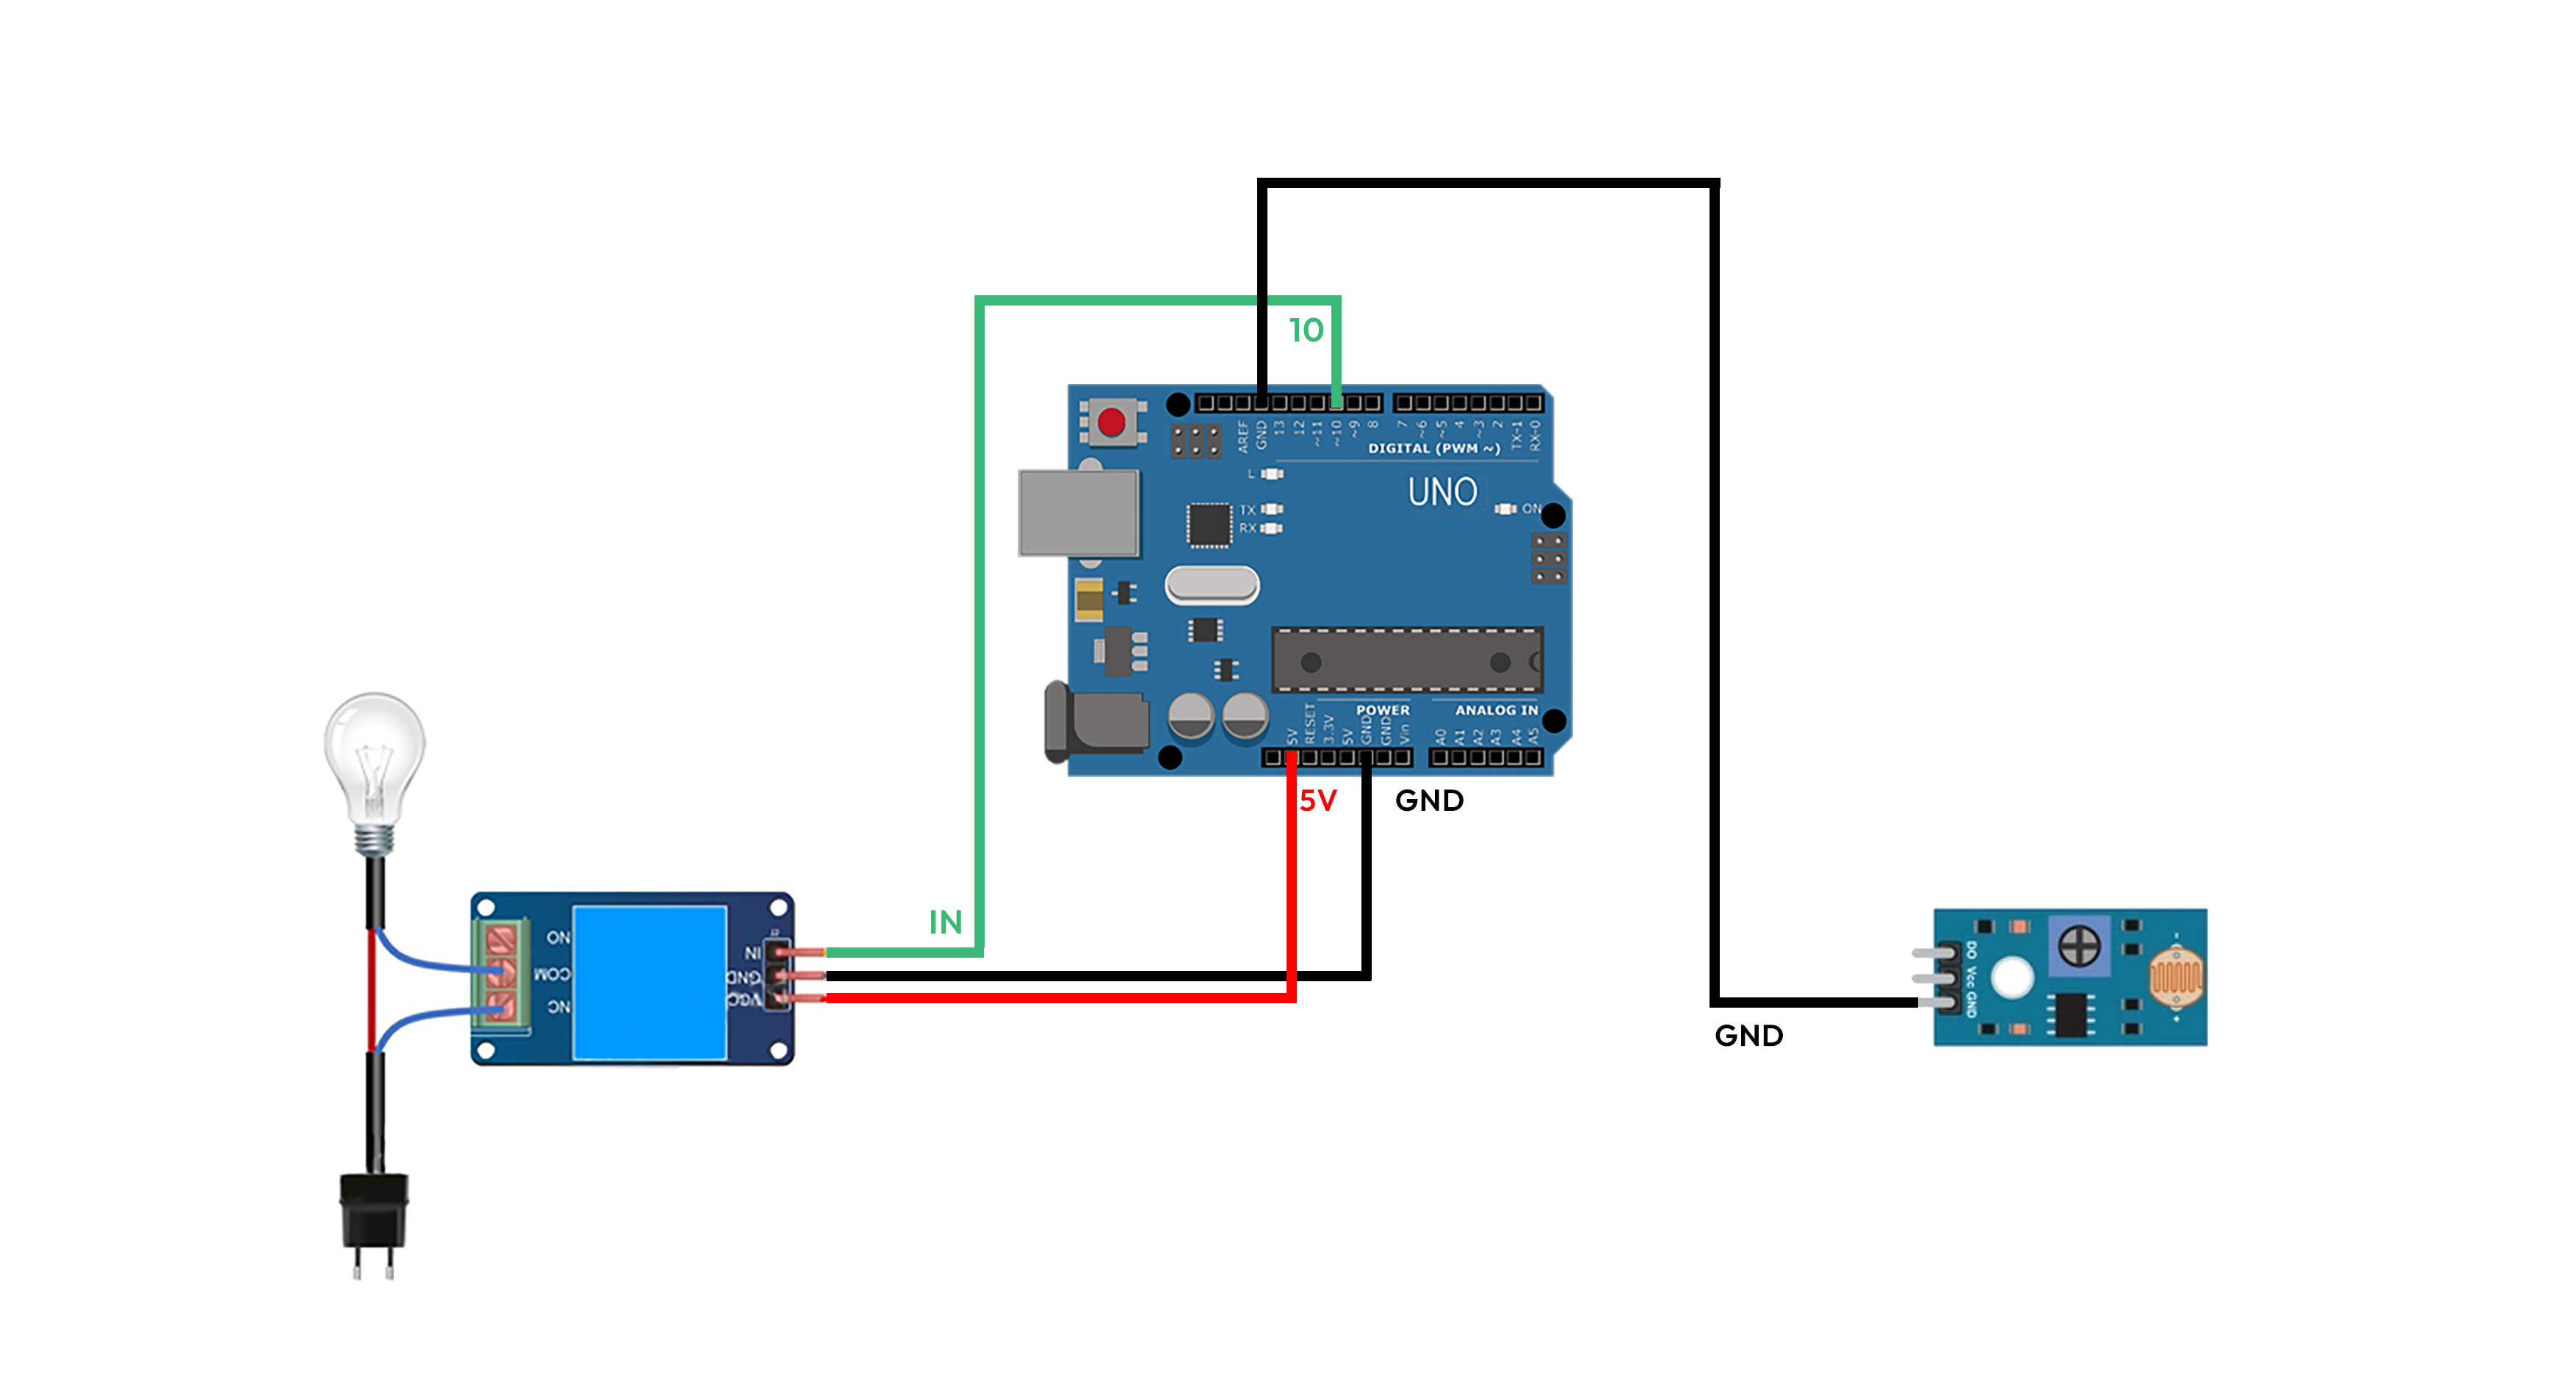 10
AREF
GND
13
12
~11
~10
~9
8
7
~6
~5
4
~3
2
TX-1
RX-0
DIGITAL (PWM ~)
L
UNO
TX
RX
ON
POWER
ANALOG IN
5V
RESET
3.3V
5V
GND
GND
Vin
A0
A1
A2
A3
A4
A5
5V
GND
IN
NO
COM
NC
IN
GND
VCC
DO
Vcc
GND
-
+
GND